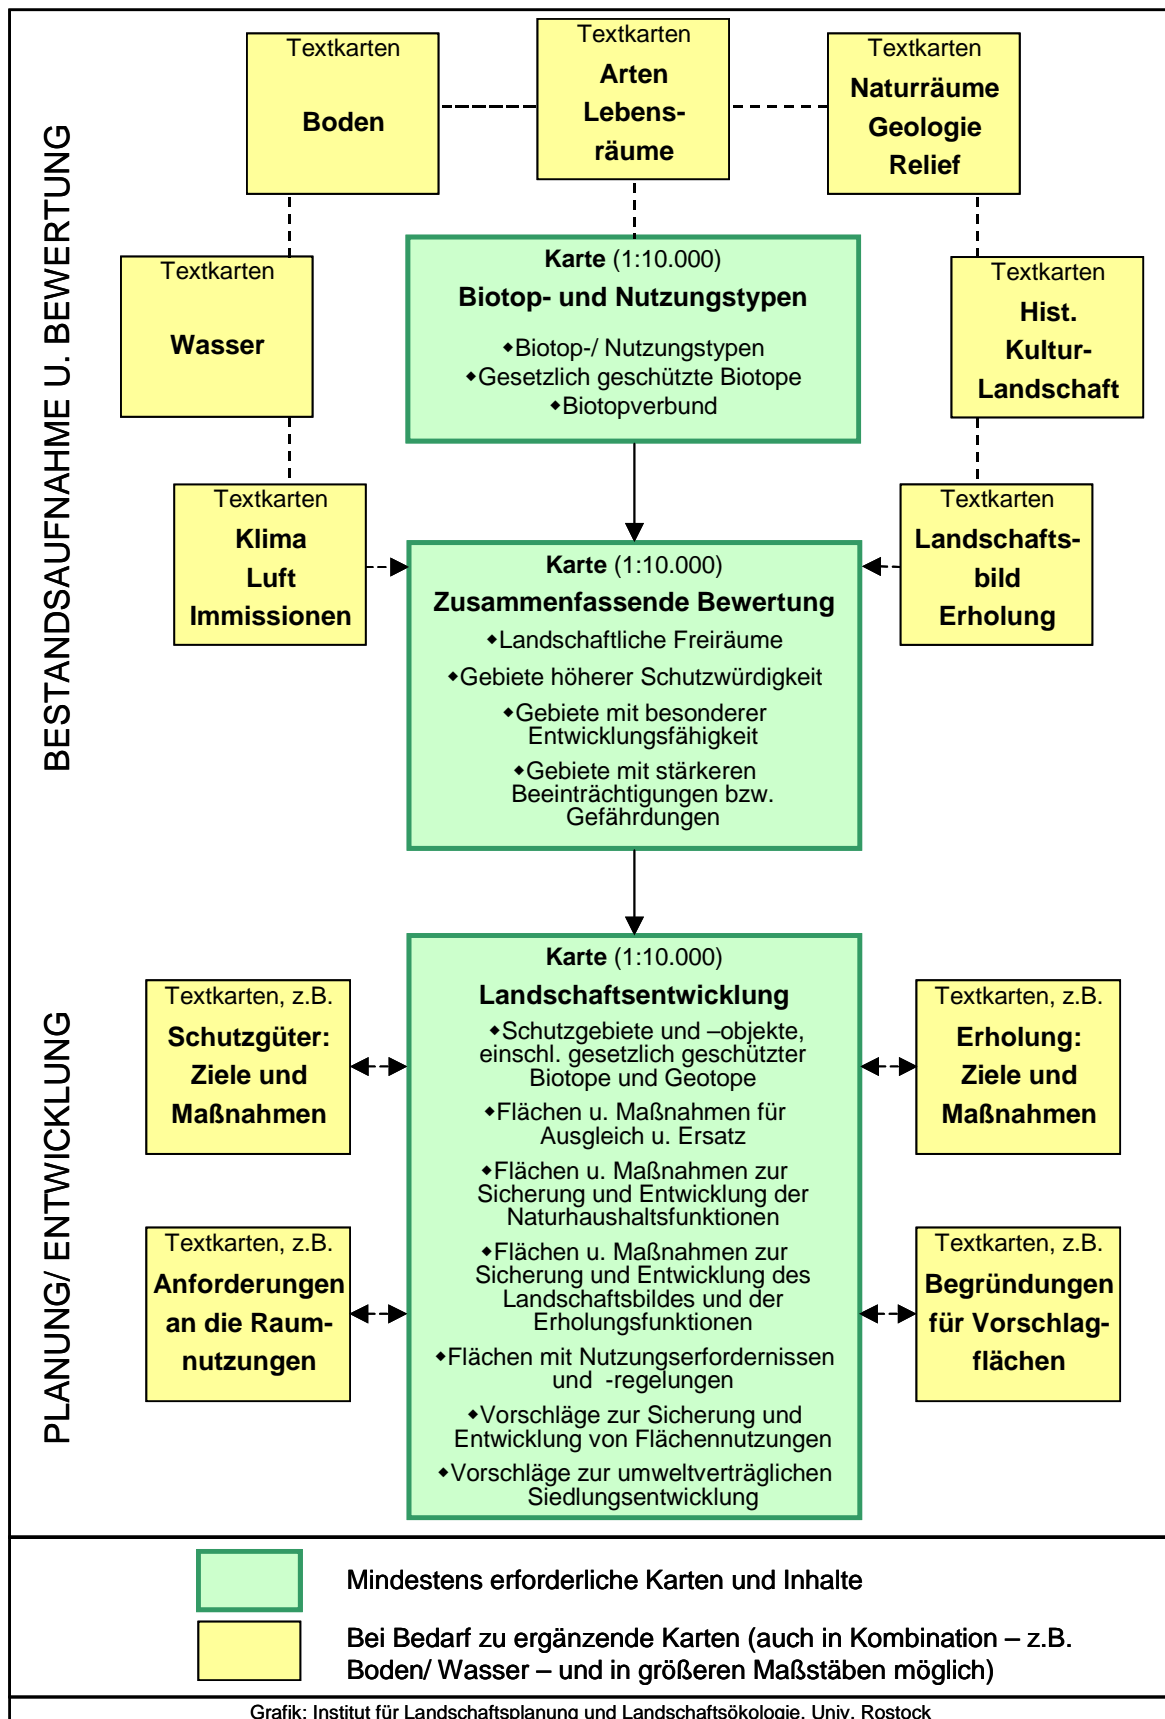 BESTANDSAUFNAHME U. BEWERTUNG
Textkarten
Boden
Textkarten
Arten
Lebens-
räume
Textkarten
Naturräume
Geologie
Relief
Textkarten
Wasser
Karte (1:10.000)
Biotop- und Nutzungstypen
◆Biotop-/ Nutzungstypen
◆Gesetzlich geschützte Biotope
◆Biotopverbund
Textkarten
Hist.
Kultur-
Landschaft
Textkarten
Klima
Luft
Immissionen
Karte (1:10.000)
Zusammenfassende Bewertung
◆Landschaftliche Freiräume
◆Gebiete höherer Schutzwürdigkeit
◆Gebiete mit besonderer
Entwicklungsfähigkeit
◆Gebiete mit stärkeren
Beeinträchtigungen bzw.
Gefährdungen
Textkarten
Landschafts-
bild
Erholung
PLANUNG/ ENTWICKLUNG
Textkarten, z.B.
Schutzgüter:
Ziele und
Maßnahmen
Textkarten, z.B.
Anforderungen
an die Raum-
nutzungen
Karte (1:10.000)
Landschaftsentwicklung
◆Schutzgebiete und –objekte,
einschl. gesetzlich geschützter
Biotope und Geotope
◆Flächen u. Maßnahmen für
Ausgleich u. Ersatz
◆Flächen u. Maßnahmen zur
Sicherung und Entwicklung der
Naturhaushaltsfunktionen
◆Flächen u. Maßnahmen zur
Sicherung und Entwicklung des
Landschaftsbildes und der
Erholungsfunktionen
◆Flächen mit Nutzungserfordernissen
und -regelungen
◆Vorschläge zur Sicherung und
Entwicklung von Flächennutzungen
◆Vorschläge zur umweltverträglichen
Siedlungsentwicklung
Textkarten, z.B.
Erholung:
Ziele und
Maßnahmen
Textkarten, z.B.
Begründungen
für Vorschlag-
flächen
Mindestens erforderliche Karten und Inhalte
Bei Bedarf zu ergänzende Karten (auch in Kombination – z.B.
Boden/ Wasser – und in größeren Maßstäben möglich)
Grafik: Institut für Landschaftsplanung und Landschaftsökologie, Univ. Rostock